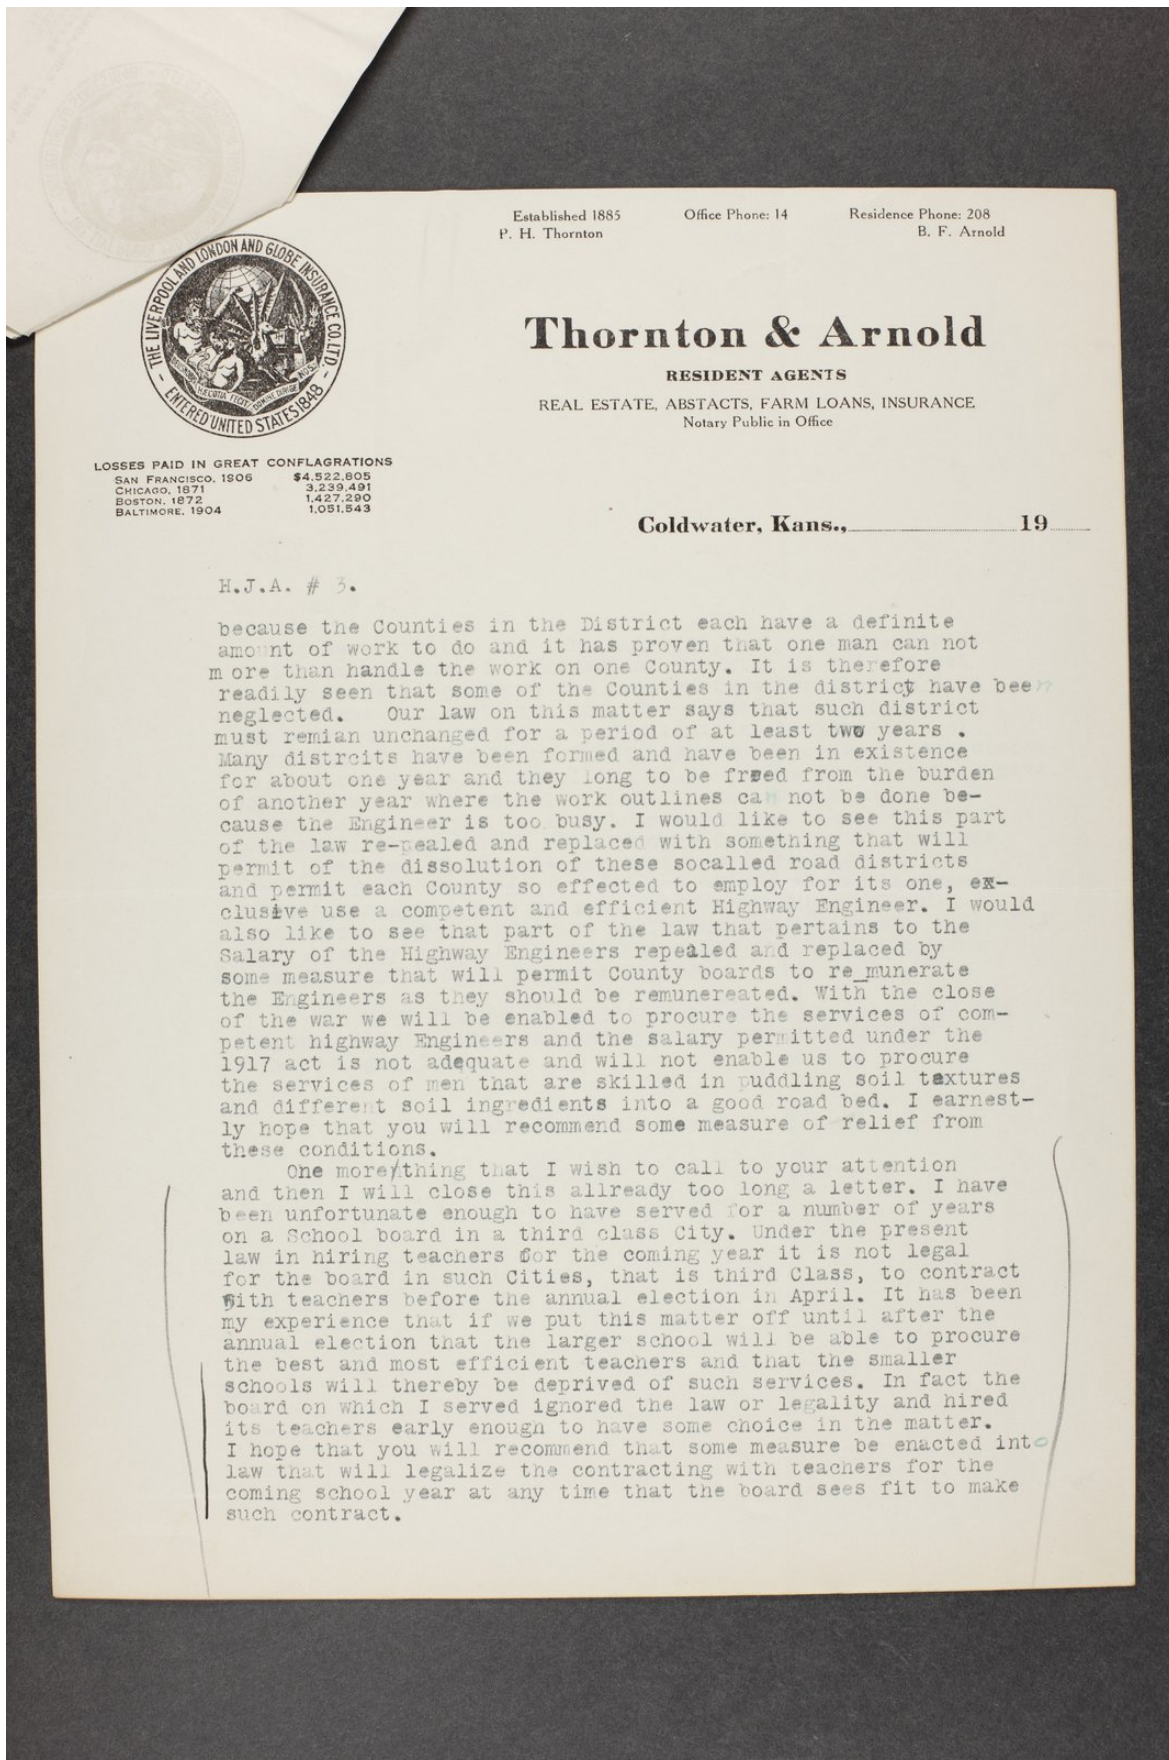 Established 1885 Office Phone: 14 Residence Phone: 208
P. H. Thornton B. F. Arnold
THE LIVERPOOL AND LONDON AND GLOBE INSURANCE CO. LTD.
ENTERED UNITED STATES 1848
Thornton & Arnold
RESIDENT AGENTS
REAL ESTATE, ABSTACTS, FARM LOANS, INSURANCE
Notary Public in Office
LOSSES PAID IN GREAT CONFLAGRATIONS
SAN FRANCISCO, 1906 $4,522,805
CHICAGO, 1871 3,239,491
BOSTON, 1872 1,427,290
BALTIMORE, 1904 1,051,543
Coldwater, Kans., 19
H.J.A. # 3.
because the Counties in the District each have a definite
amount of work to do and it has proven that one man can not
m ore than handle the work on one County. It is therefore
readily seen that some of the Counties in the district have been
neglected. Our law on this matter says that such district
must remian unchanged for a period of at least two years .
Many distrcits have been formed and have been in existence
for about one year and they long to be freed from the burden
of another year where the work outlines can not be done be-
cause the Engineer is too busy. I would like to see this part
of the law re-pealed and replaced with something that will
permit of the dissolution of these socalled road districts
and permit each County so effected to employ for its one, ex-
clusive use a competent and efficient Highway Engineer. I would
also like to see that part of the law that pertains to the
Salary of the Highway Engineers repealed and replaced by
some measure that will permit County boards to re_munerate
the Engineers as they should be remunereated. With the close
of the war we will be enabled to procure the services of com-
petent highway Engineers and the salary permitted under the
1917 act is not adequate and will not enable us to procure
the services of men that are skilled in puddling soil textures
and different soil ingredients into a good road bed. I earnest-
ly hope that you will recommend some measure of relief from
these conditions.
One more/thing that I wish to call to your attention
and then I will close this allready too long a letter. I have
been unfortunate enough to have served for a number of years
on a School board in a third class City. Under the present
law in hiring teachers for the coming year it is not legal
for the board in such Cities, that is third Class, to contract
with teachers before the annual election in April. It has been
my experience that if we put this matter off until after the
annual election that the larger school will be able to procure
the best and most efficient teachers and that the smaller
schools will thereby be deprived of such services. In fact the
board on which I served ignored the law or legality and hired
its teachers early enough to have some choice in the matter.
I hope that you will recommend that some measure be enacted into
law that will legalize the contracting with teachers for the
coming school year at any time that the board sees fit to make
such contract.